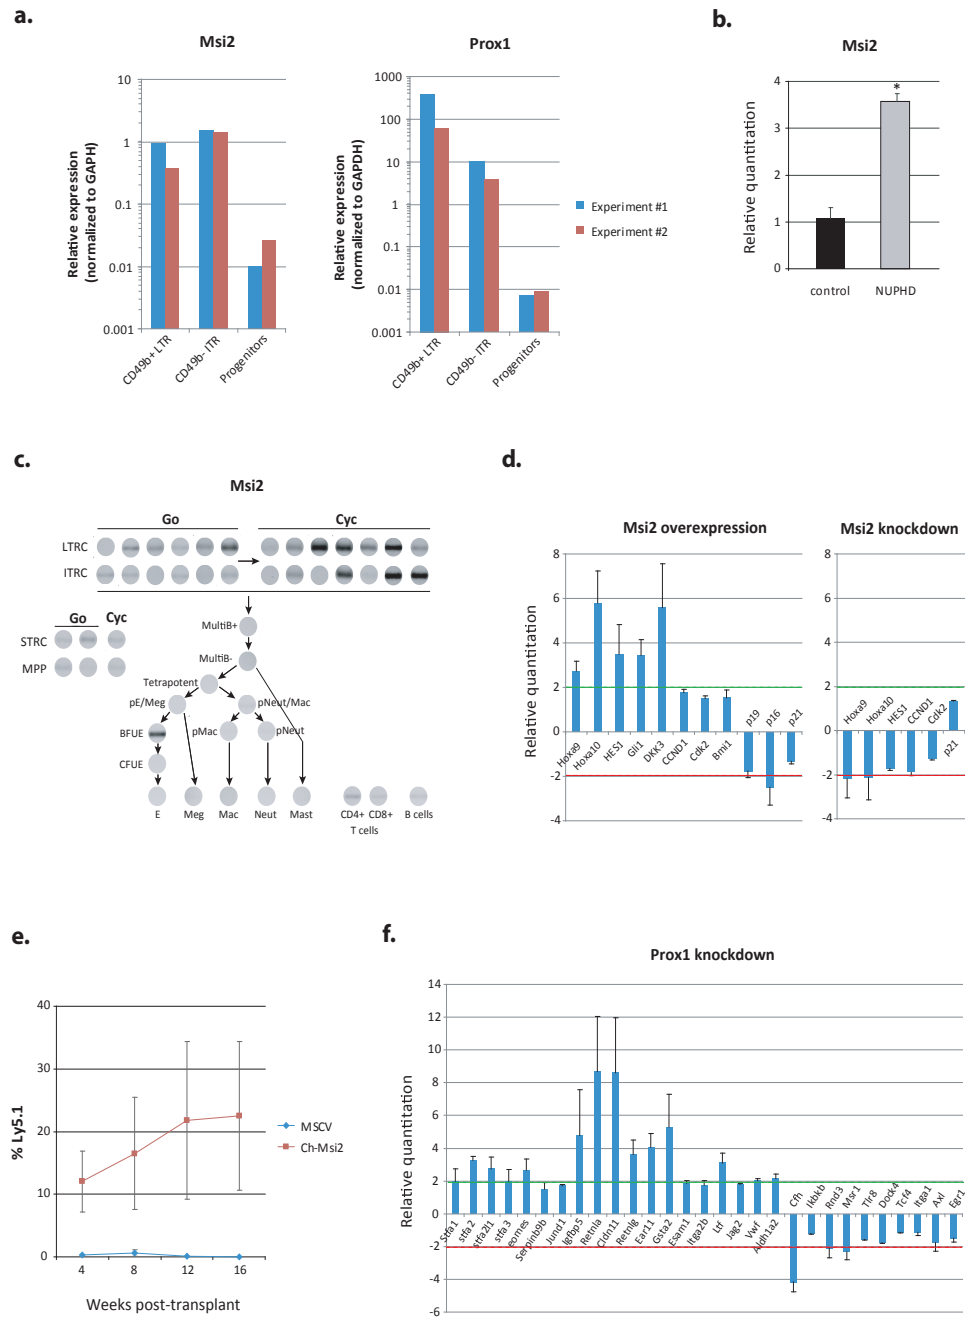 a.
Msi2
Relative expression
(normalized to GAPH)
10
1
0.1
0.01
0.001
CD49b+ LTR
CD49b- ITR
Progenitors
Prox1
Relative expression
(normalized to GAPDH)
1000
100
10
1
0.1
0.01
0.001
CD49b+ LTR
CD49b- ITR
Progenitors
Experiment #1
Experiment #2
b.
Msi2
Relative quantitation
4
3
2
1
0
*
control
NUPHD
c.
Msi2
Go
Cyc
LTRC
ITRC
Go
Cyc
STRC
MPP
MultiB+
MultiB-
Tetrapotent
pE/Meg
pNeut/Mac
BFUE
pMac
pNeut
CFUE
E
Meg
Mac
Neut
Mast
CD4+
CD8+
T cells
B cells
d.
Msi2 overexpression
Relative quantitation
8
6
4
2
0
-2
-4
Hoxa9
Hoxa10
HES1
Gli1
DKK3
CCND1
Cdk2
Bmi1
p19
p16
p21
Msi2 knockdown
8
6
4
2
0
-2
-4
Hoxa9
Hoxa10
HES1
CCND1
Cdk2
p21
e.
% Ly5.1
40
30
20
10
0
4
8
12
16
Weeks post-transplant
MSCV
Ch-Msi2
f.
Prox1 knockdown
Relative quantitation
14
12
10
8
6
4
2
0
-2
-4
-6
Stfa1
stfa2
stfa2l1
stfa3
eomes
Serpinb9b
Jund1
Igfbp5
Retnla
Cldn11
Retnlg
Ear11
Gsta2
Esam1
Itga2b
Ltf
Jag2
Vwf
Aldh1a2
Cfh
Ikbkb
Rnd3
Msr1
Tlr8
Dock4
Tcf4
Itga1
Axl
Egr1